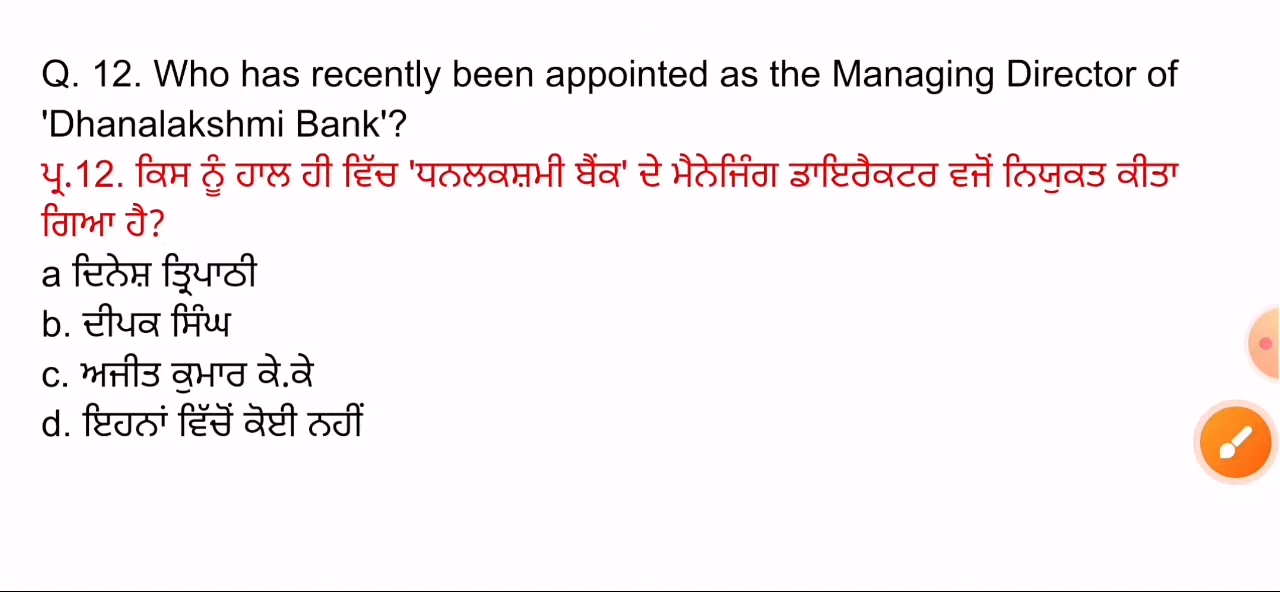 Q. 12. Who has recently been appointed as the Managing Director of
'Dhanalakshmi Bank'?
ਪ੍ਰ.12. ਕਿਸ ਨੂੰ ਹਾਲ ਹੀ ਵਿੱਚ 'ਧਨਲਕਸ਼ਮੀ ਬੈਂਕ' ਦੇ ਮੈਨੇਜਿੰਗ ਡਾਇਰੈਕਟਰ ਵਜੋਂ ਨਿਯੁਕਤ ਕੀਤਾ
ਗਿਆ ਹੈ?
a ਦਿਨੇਸ਼ ਤ੍ਰਿਪਾਠੀ
b. ਦੀਪਕ ਸਿੰਘ
c. ਅਜੀਤ ਕੁਮਾਰ ਕੇ.ਕੇ
d. ਇਹਨਾਂ ਵਿੱਚੋਂ ਕੋਈ ਨਹੀਂ